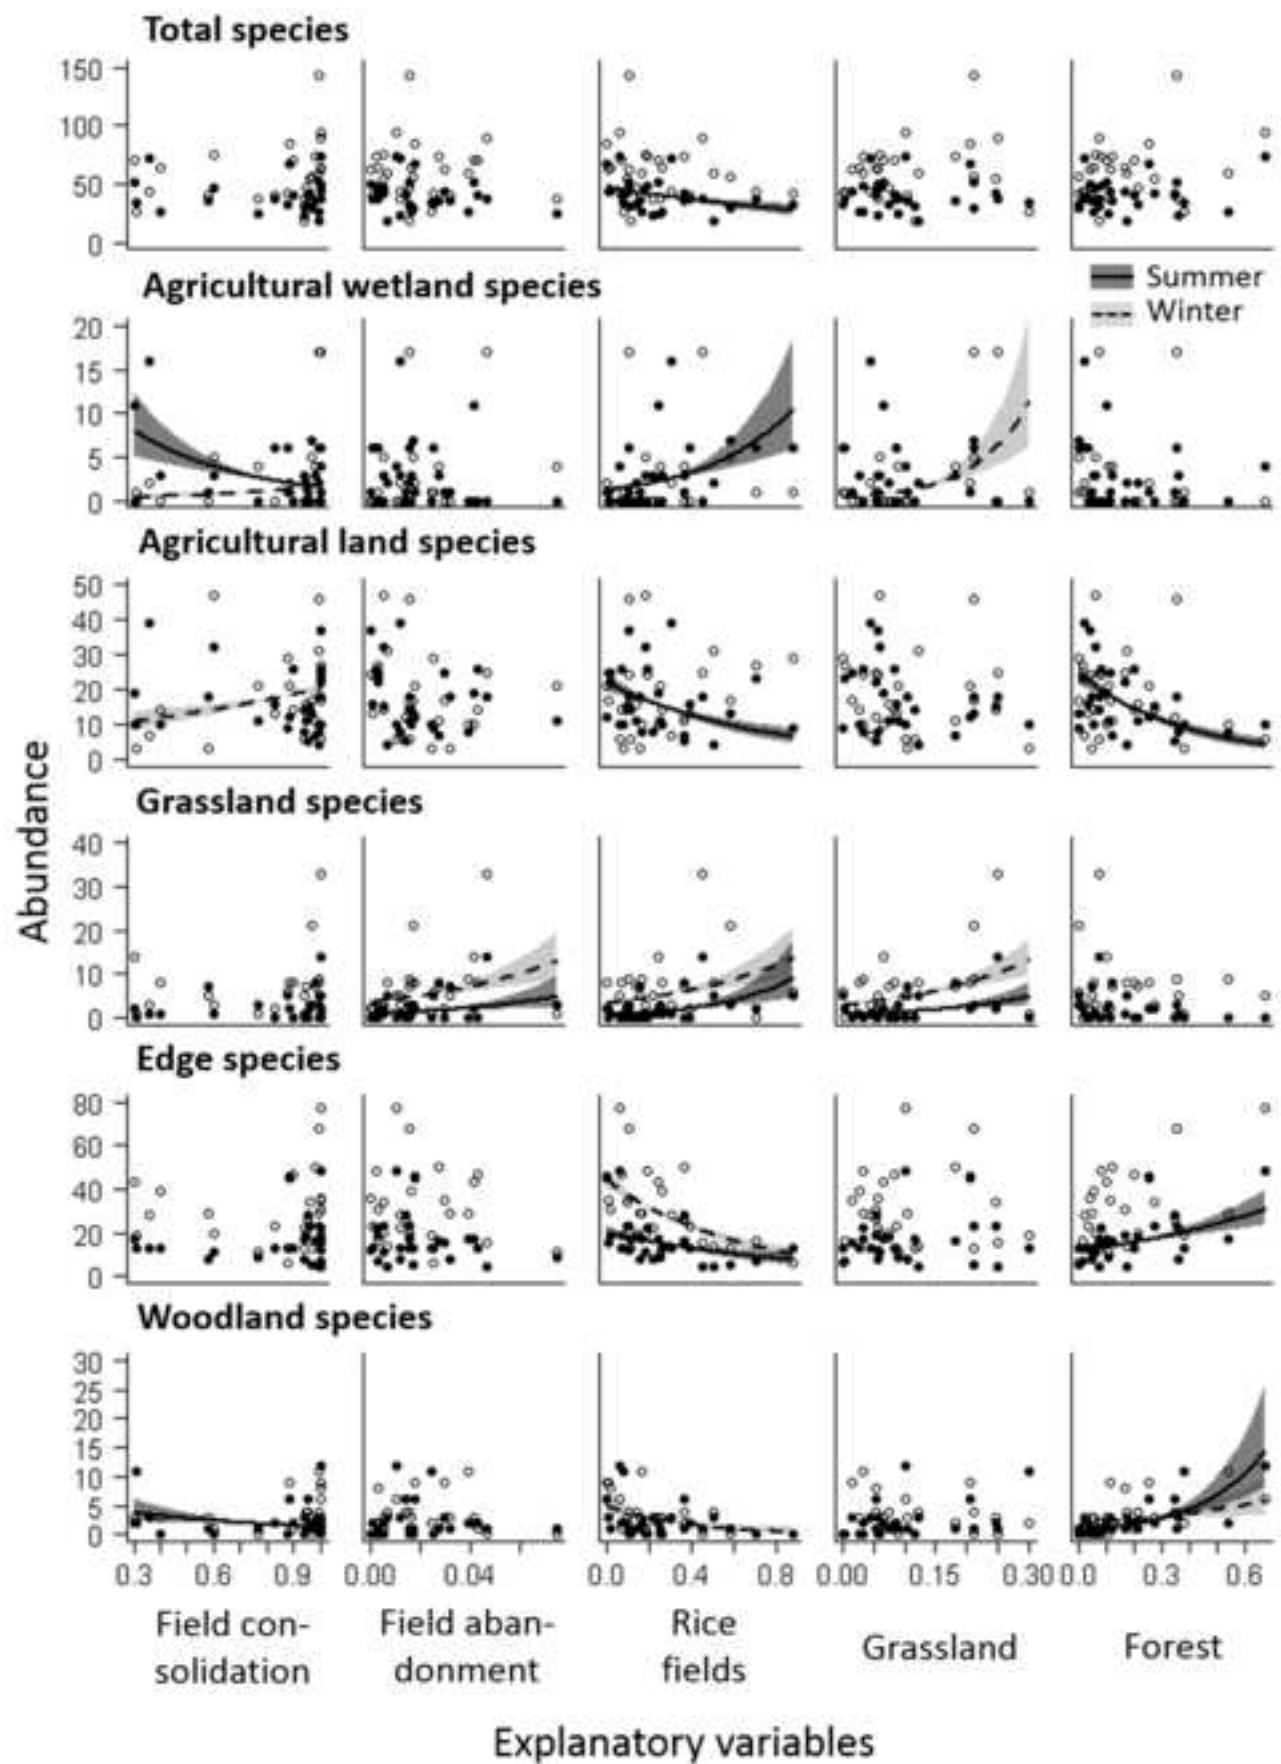 Total species
150
100
50
0
Agricultural wetland species
Summer
Winter
20
15
10
5
0
Agricultural land species
50
40
30
20
10
0
Grassland species
40
30
20
10
0
Edge species
80
60
40
20
0
Woodland species
30
25
20
15
10
5
0
Abundance
0.3 0.6 0.9 0.00 0.04 0.0 0.4 0.8 0.00 0.15 0.30 0.0 0.3 0.6
Field con-
solidation
Field aban-
donment
Rice
fields
Grassland
Forest
Explanatory variables